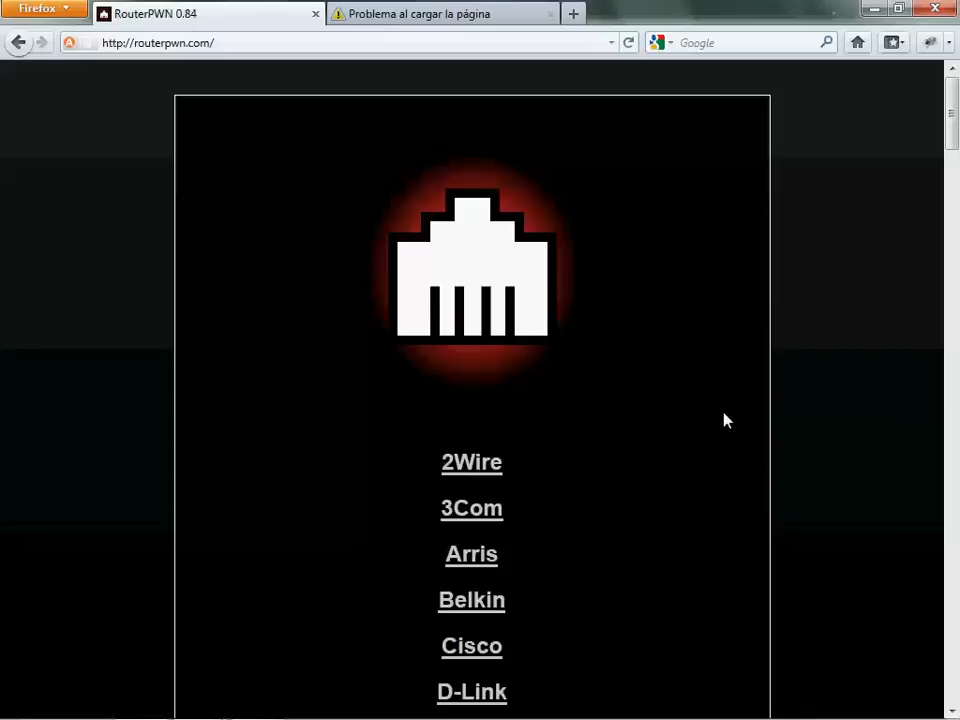 Firefox
RouterPWN 0.84
Problema al cargar la página
http://routerpwn.com/
Google
2Wire
3Com
Arris
Belkin
Cisco
D-Link